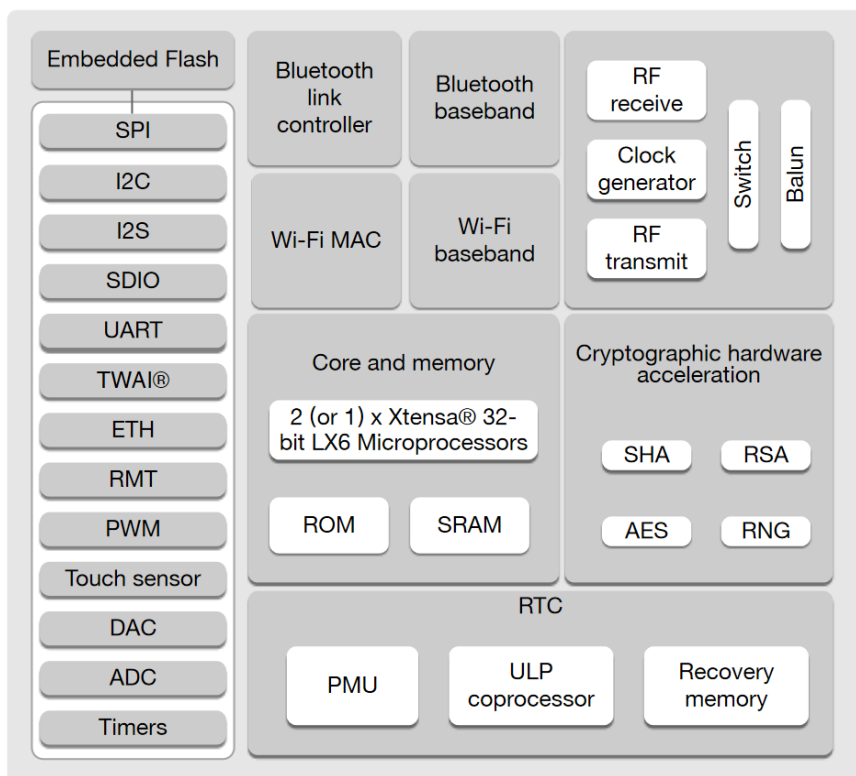 Embedded Flash
SPI
I2C
I2S
SDIO
UART
TWAI®
ETH
RMT
PWM
Touch sensor
DAC
ADC
Timers
Bluetooth
link
controller
Bluetooth
baseband
Wi-Fi MAC
Wi-Fi
baseband
RF
receive
Clock
generator
RF
transmit
Switch
Balun
Core and memory
2 (or 1) x Xtensa® 32-
bit LX6 Microprocessors
ROM
SRAM
Cryptographic hardware
acceleration
SHA
RSA
AES
RNG
RTC
PMU
ULP
coprocessor
Recovery
memory